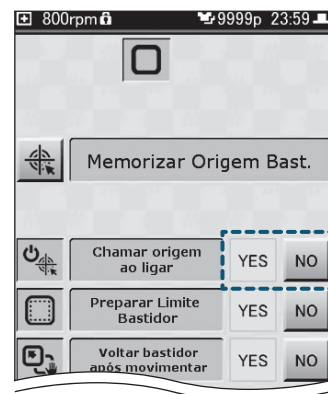 800rpm 9999p 23:59
Memorizar Origem Bast.
Chamar origem
ao ligar
YES NO
Preparar Limite
Bastidor
YES NO
Voltar bastidor
após movimentar
YES NO